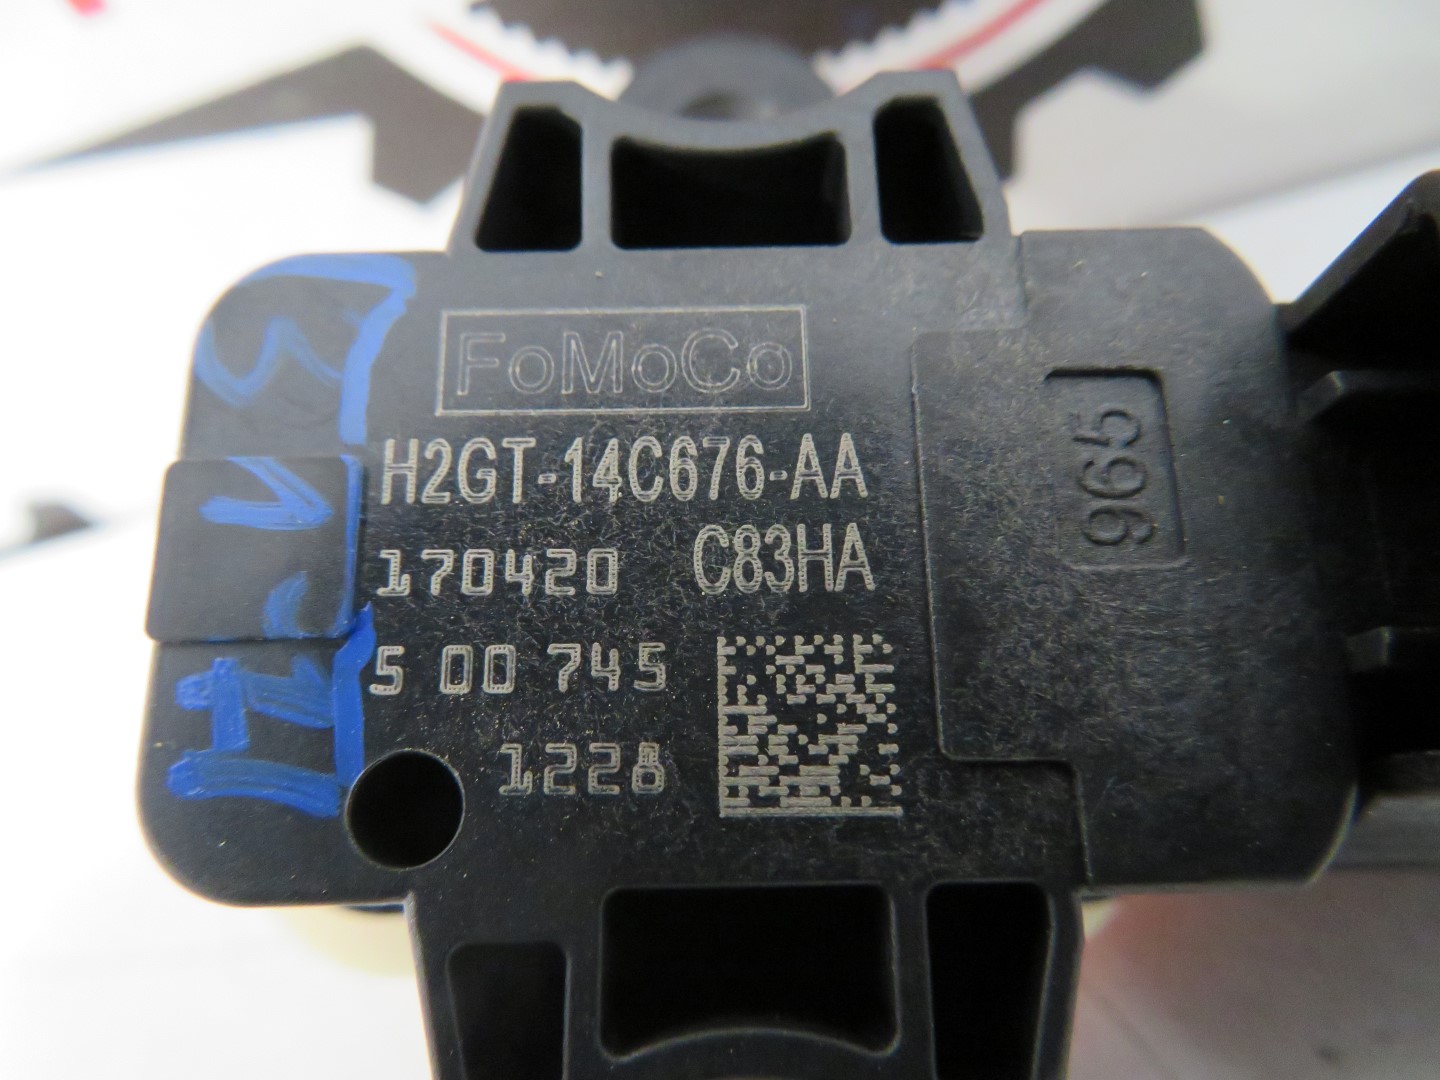 FoMoCo
H2GT-14C676-AA
170420 C83HA
5 00 745
1228
965